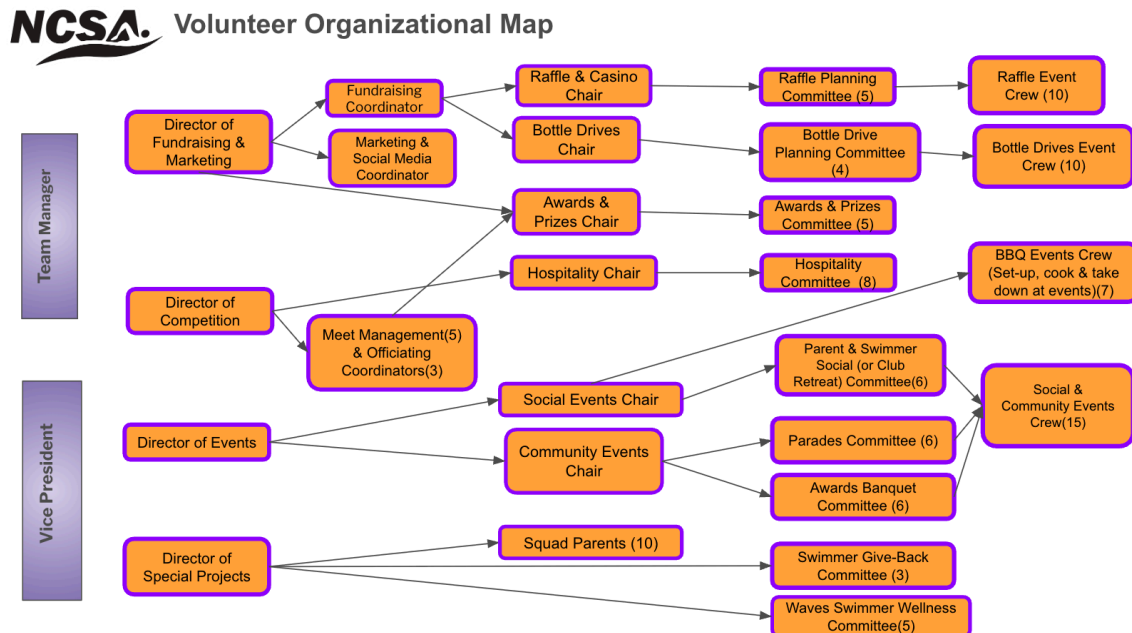 NCSA.
Volunteer Organizational Map
Team Manager
Vice President
Director of
Fundraising &
Marketing
Fundraising
Coordinator
Marketing &
Social Media
Coordinator
Raffle & Casino
Chair
Raffle Planning
Committee (5)
Raffle Event
Crew (10)
Bottle Drives
Chair
Bottle Drive
Planning Committee
(4)
Bottle Drives Event
Crew (10)
Awards &
Prizes Chair
Awards & Prizes
Committee (5)
Director of
Competition
Hospitality Chair
Hospitality
Committee (8)
BBQ Events Crew
(Set-up, cook & take
down at events)(7)
Meet Management(5)
& Officiating
Coordinators(3)
Director of Events
Social Events Chair
Parent & Swimmer
Social (or Club
Retreat) Committee(6)
Social &
Community Events
Crew(15)
Community Events
Chair
Parades Committee (6)
Awards Banquet
Committee (6)
Director of
Special Projects
Squad Parents (10)
Swimmer Give-Back
Committee (3)
Waves Swimmer Wellness
Committee(5)